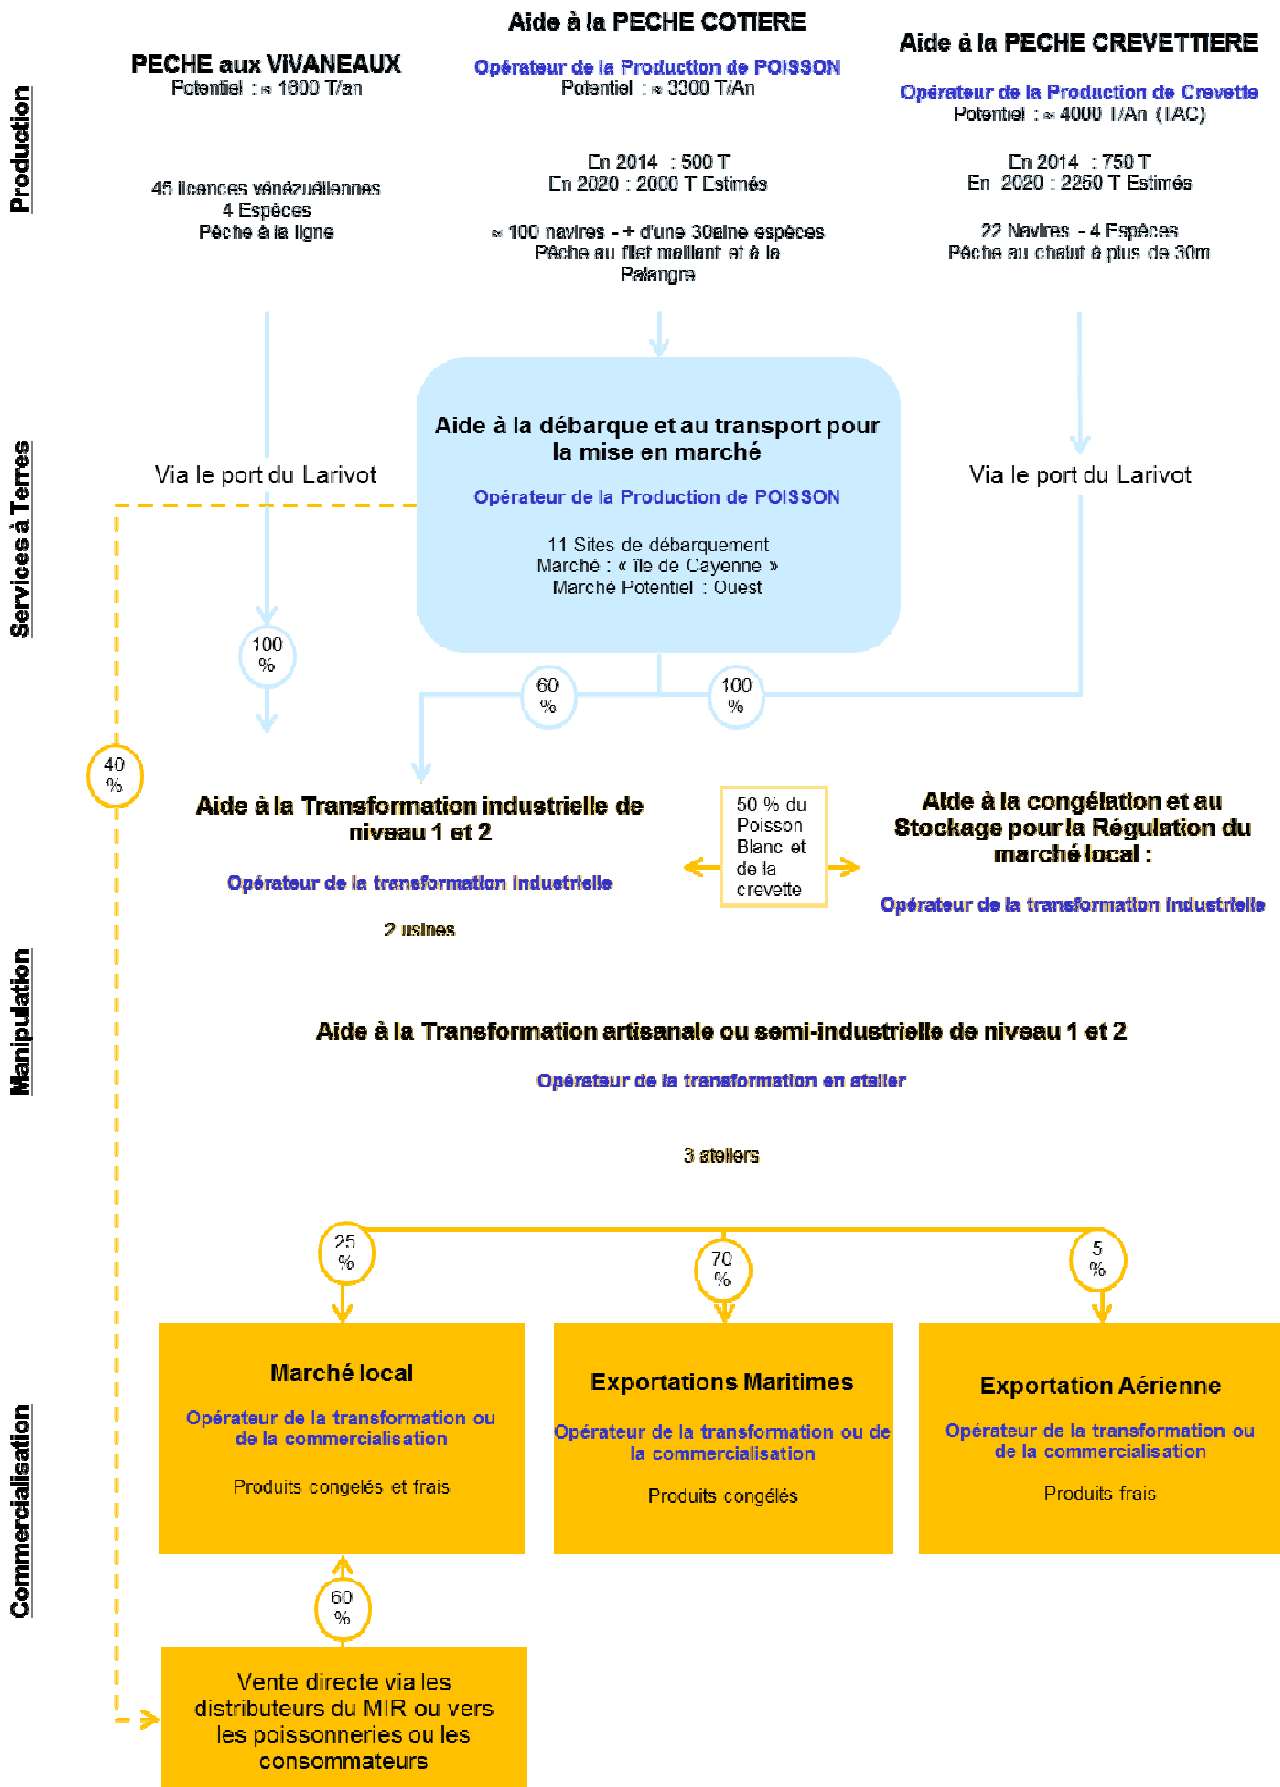 Production
PECHE aux VIVANEAUX
Potentiel : ≈ 1600 T/an
45 licences vénézuéliennes
4 Espèces
Pêche à la ligne
Aide à la PECHE COTIERE
Opérateur de la Production de POISSON
Potentiel : ≈ 3300 T/An
En 2014 : 500 T
En 2020 : 2000 T Estimés
≈ 100 navires - + d'une 30aine espèces
Pêche au filet maillant et à la
Palangre
Aide à la PECHE CREVETTIERE
Opérateur de la Production de Crevette
Potentiel : ≈ 4000 T/An (TAC)
En 2014 : 750 T
En 2020 : 2250 T Estimés
22 Navires - 4 Espèces
Pêche au chalut à plus de 30m
Services à Terres
Via le port du Larivot
Aide à la débarque et au transport pour
la mise en marché
Opérateur de la Production de POISSON
11 Sites de débarquement
Marché : « île de Cayenne »
Marché Potentiel : Ouest
Via le port du Larivot
100
%
60
%
100
%
40
%
Manipulation
Aide à la Transformation industrielle de
niveau 1 et 2
Opérateur de la transformation industrielle
2 usines
50 % du
Poisson
Blanc et
de la
crevette
Aide à la congélation et au
Stockage pour la Régulation du
marché local :
Opérateur de la transformation industrielle
Aide à la Transformation artisanale ou semi-industrielle de niveau 1 et 2
Opérateur de la transformation en atelier
3 ateliers
25
%
70
%
5
%
Commercialisation
Marché local
Opérateur de la transformation ou
de la commercialisation
Produits congelés et frais
Exportations Maritimes
Opérateur de la transformation ou de
la commercialisation
Produits congélés
Exportation Aérienne
Opérateur de la transformation ou
de la commercialisation
Produits frais
60
%
Vente directe via les
distributeurs du MIR ou vers
les poissonneries ou les
consommateurs